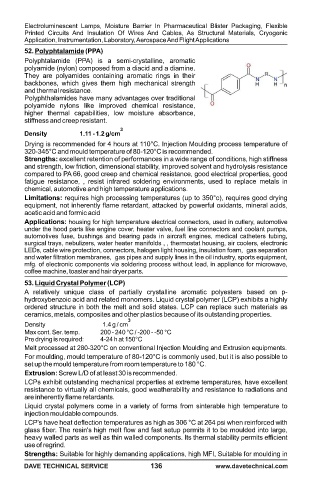 Electroluminescent Lamps, Moisture Barrier In Pharmaceutical Blister Packaging, Flexible
Printed Circuits And Insulation Of Wires And Cables, As Structural Materials, Cryogenic
Application, Instrumentation, Laboratory, Aerospace And Flight Applications
52. Polyphtalamide (PPA)
Polyphtalamide (PPA) is a semi-crystalline, aromatic
polyamide (nylon) composed from a diacid and a diamine.
They are polyamides containing aromatic rings in their
backbones, which gives them high mechanical strength
and thermal resistance.
Polyphthalamides have many advantages over traditional
polyamide nylons like improved chemical resistance,
higher thermal capabilities, low moisture absorbance,
stiffness and creep resistant.
O
N
H
R
N
H
n
O
Density 1.11 - 1.2 g/cm3
Drying is recommended for 4 hours at 110°C. Injection Moulding process temperature of
320-345°C and mould temperature of 80-120°C is recommended.
Strengths: excellent retention of performances in a wide range of conditions, high stiffness
and strength, low friction, dimensional stability, improved solvent and hydrolysis resistance
compared to PA 66, good creep and chemical resistance, good electrical properties, good
fatigue resistance, , resist infrared soldering environments, used to replace metals in
chemical, automotive and high temperature applications.
Limitations: requires high processing temperatures (up to 350°c), requires good drying
equipment, not inherently flame retardant, attacked by powerful oxidants, mineral acids,
acetic acid and formic acid
Applications: housing for high temperature electrical connectors, used in cutlery, automotive
under the hood parts like engine cover, heater valve, fuel line connectors and coolant pumps,
automotives fuse, bushings and bearing pads in aircraft engines, medical catheters tubing,
surgical trays, nebulizers, water heater manifolds , , thermostat housing, air coolers, electronic
LEDs, cable wire protection, connectors, halogen light housing, insulation foam, gas separation
and water filtration membranes, gas pipes and supply lines in the oil industry, sports equipment,
mfg. of electronic components via soldering process without lead, in appliance for microwave,
coffee machine, toaster and hair dryer parts,
53. Liquid Crystal Polymer (LCP)
A relatively unique class of partially crystalline aromatic polyesters based on p-
hydroxybenzoic acid and related monomers. Liquid crystal polymer (LCP) exhibits a highly
ordered structure in both the melt and solid states. LCP can replace such materials as
ceramics, metals, composites and other plastics because of its outstanding properties.
Density 1.4 g / cm3
Max cont. Ser. temp. 200 - 240 °C / -200 - -50 °C
Pre drying is required: 4-24 h at 150°C
Melt processed at 280-320°C on conventional Injection Moulding and Extrusion equipments.
For moulding, mould temperature of 80-120°C is commonly used, but it is also possible to
set up the mould temperature from room temperature to 180 °C.
Extrusion: Screw L/D of at least 30 is recommended.
LCPs exhibit outstanding mechanical properties at extreme temperatures, have excellent
resistance to virtually all chemicals, good weatherability and resistance to radiations and
are inherently flame retardants.
Liquid crystal polymers come in a variety of forms from sinterable high temperature to
injection mouldable compounds.
LCP's have heat deflection temperatures as high as 306 °C at 264 psi when reinforced with
glass fiber. The rosin's high melt flow and fast setup permits it to be moulded into large,
heavy walled parts as well as thin walled components. Its thermal stability permits efficient
use of regrind.
Strengths: Suitable for highly demanding applications, high MFI, Suitable for moulding in
DAVE TECHNICAL SERVICE 136 www.davetechnical.com